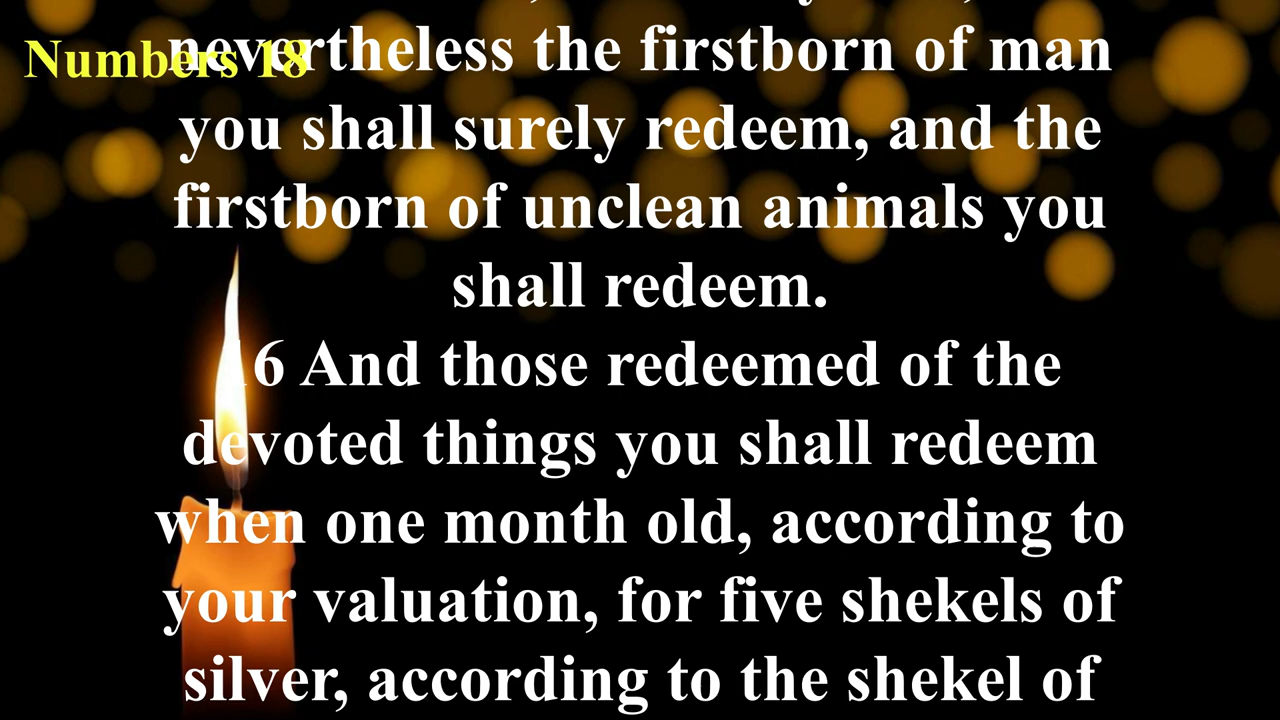 Numbers 18
nevertheless the firstborn of man
you shall surely redeem, and the
firstborn of unclean animals you
shall redeem.
16 And those redeemed of the
devoted things you shall redeem
when one month old, according to
your valuation, for five shekels of
silver, according to the shekel of